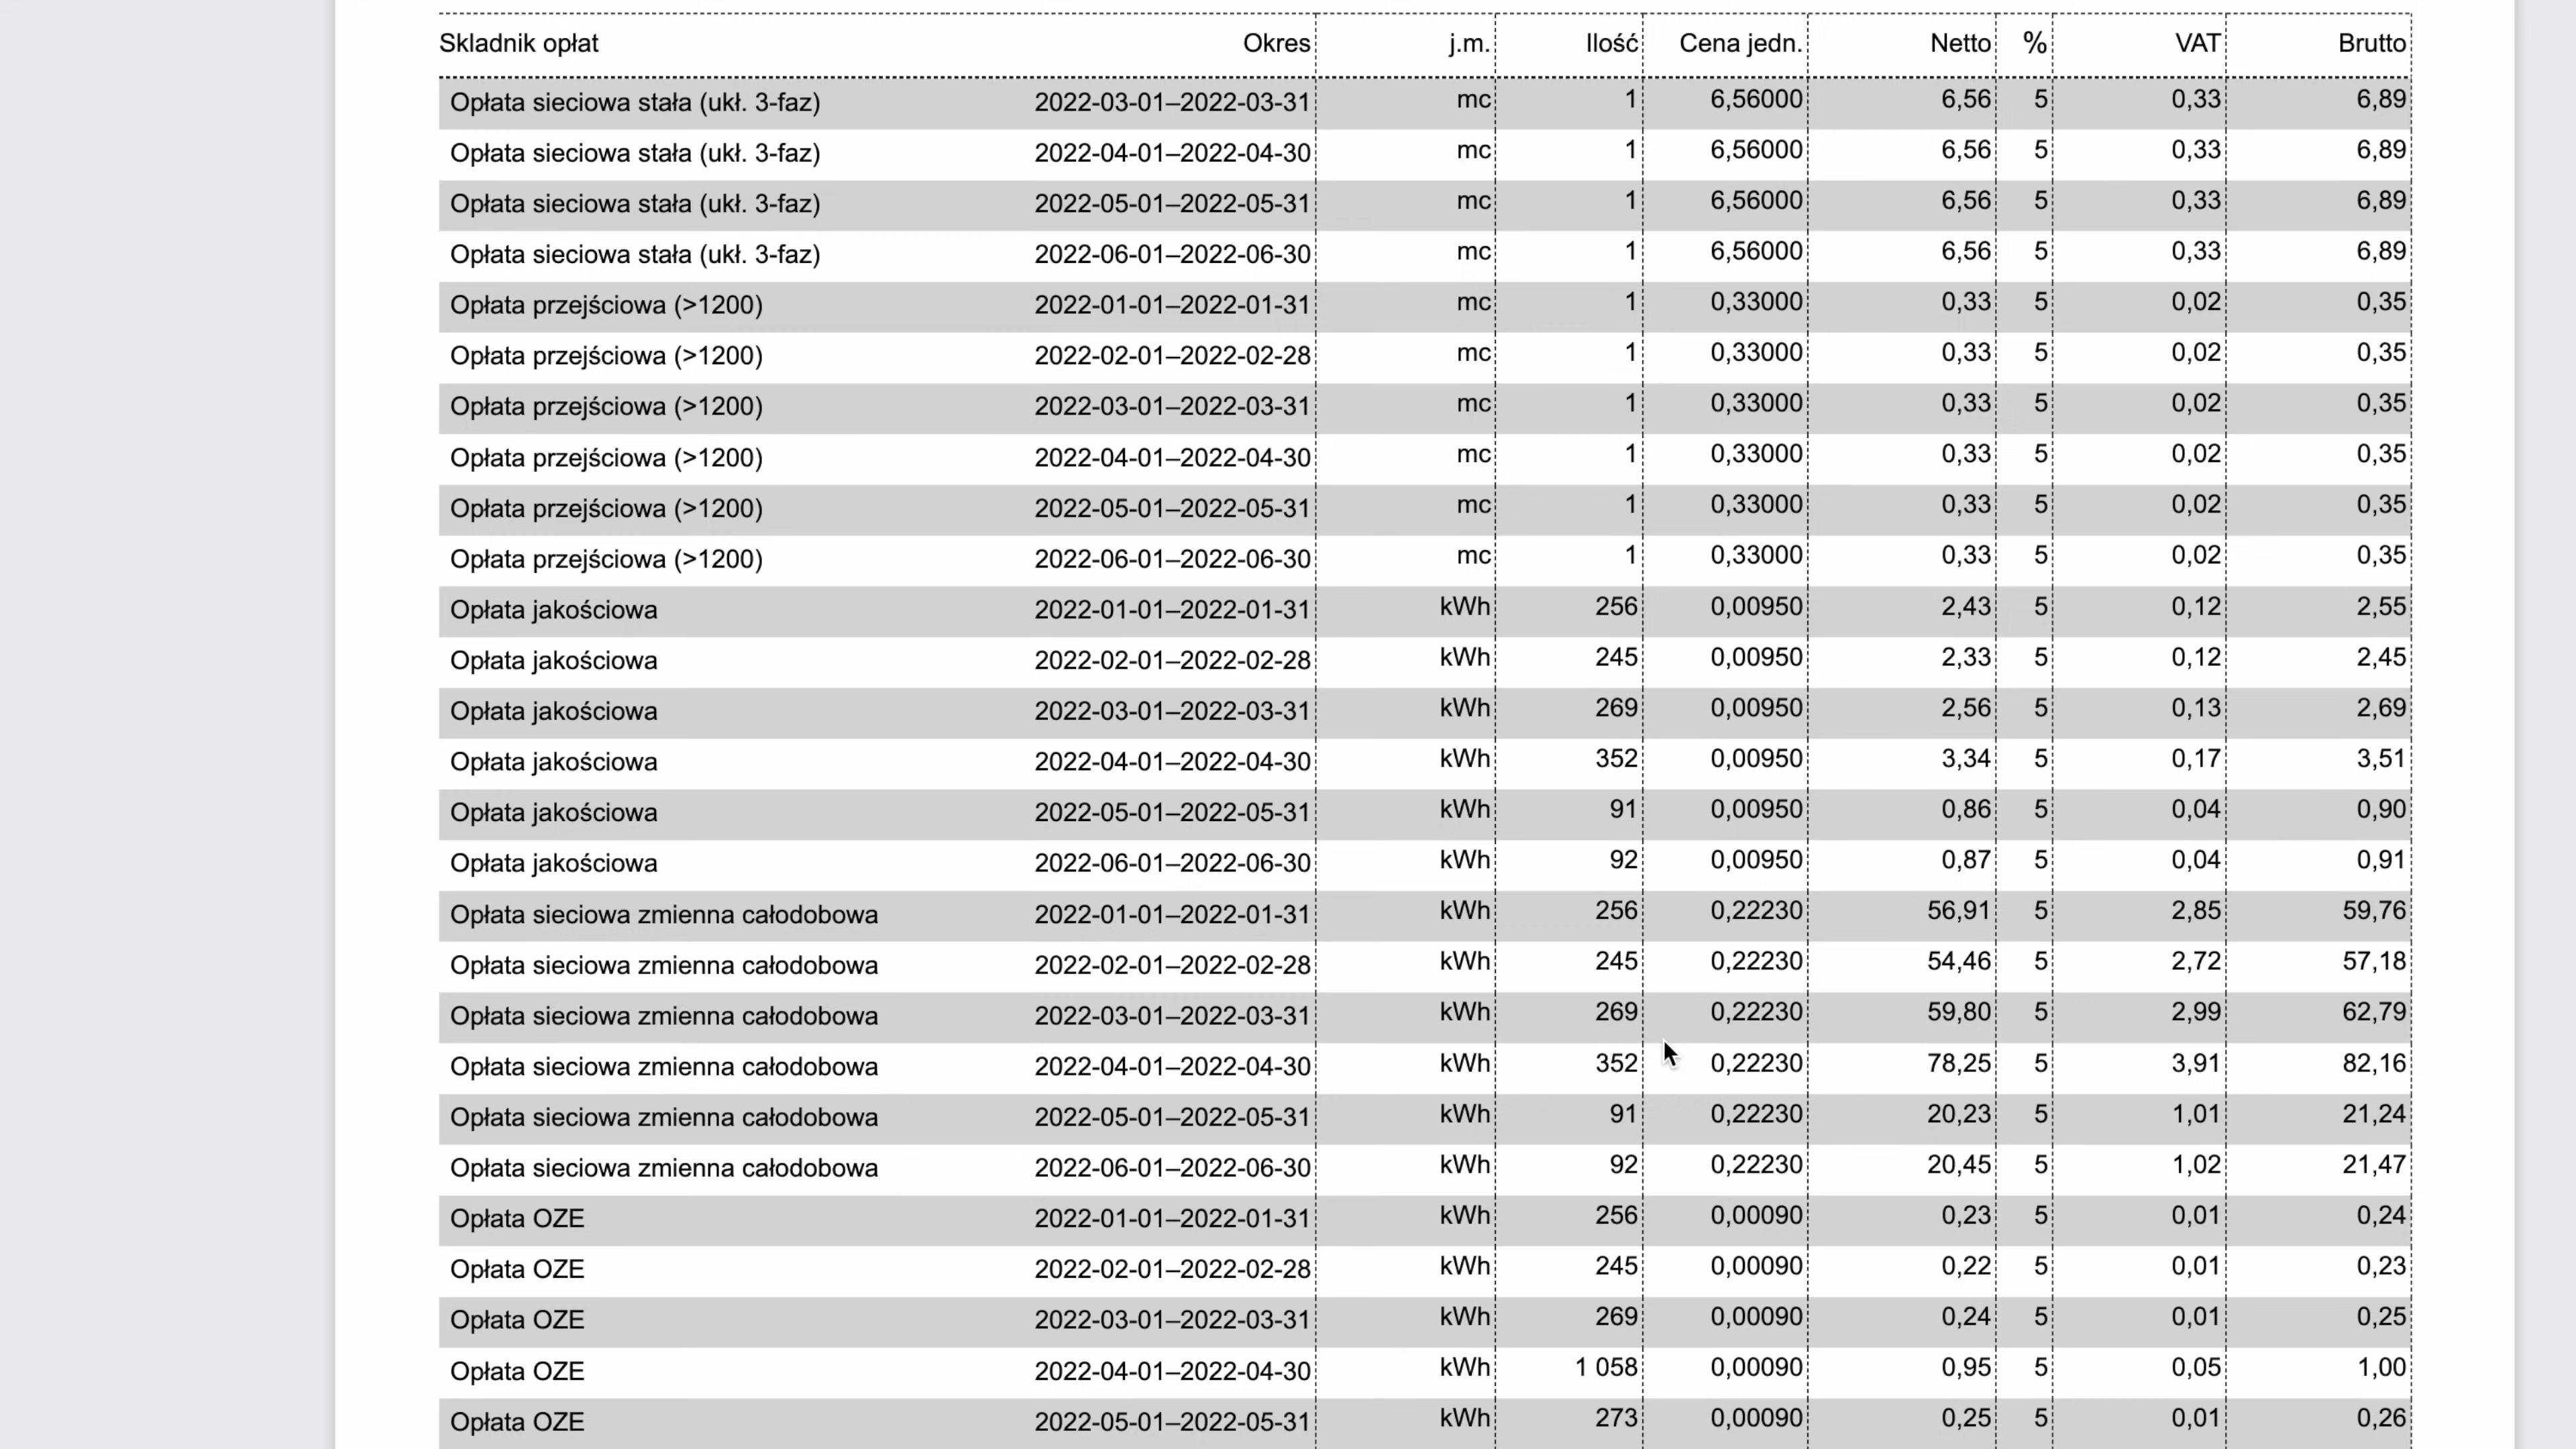 Skladnik opłat Okres j.m. Ilość Cena jedn. Netto % VAT Brutto
Opłata sieciowa stała (ukł. 3-faz) 2022-03-01–2022-03-31 mc 1 6,56000 6,56 5 0,33 6,89
Opłata sieciowa stała (ukł. 3-faz) 2022-04-01–2022-04-30 mc 1 6,56000 6,56 5 0,33 6,89
Opłata sieciowa stała (ukł. 3-faz) 2022-05-01–2022-05-31 mc 1 6,56000 6,56 5 0,33 6,89
Opłata sieciowa stała (ukł. 3-faz) 2022-06-01–2022-06-30 mc 1 6,56000 6,56 5 0,33 6,89
Opłata przejściowa (>1200) 2022-01-01–2022-01-31 mc 1 0,33000 0,33 5 0,02 0,35
Opłata przejściowa (>1200) 2022-02-01–2022-02-28 mc 1 0,33000 0,33 5 0,02 0,35
Opłata przejściowa (>1200) 2022-03-01–2022-03-31 mc 1 0,33000 0,33 5 0,02 0,35
Opłata przejściowa (>1200) 2022-04-01–2022-04-30 mc 1 0,33000 0,33 5 0,02 0,35
Opłata przejściowa (>1200) 2022-05-01–2022-05-31 mc 1 0,33000 0,33 5 0,02 0,35
Opłata przejściowa (>1200) 2022-06-01–2022-06-30 mc 1 0,33000 0,33 5 0,02 0,35
Opłata jakościowa 2022-01-01–2022-01-31 kWh 256 0,00950 2,43 5 0,12 2,55
Opłata jakościowa 2022-02-01–2022-02-28 kWh 245 0,00950 2,33 5 0,12 2,45
Opłata jakościowa 2022-03-01–2022-03-31 kWh 269 0,00950 2,56 5 0,13 2,69
Opłata jakościowa 2022-04-01–2022-04-30 kWh 352 0,00950 3,34 5 0,17 3,51
Opłata jakościowa 2022-05-01–2022-05-31 kWh 91 0,00950 0,86 5 0,04 0,90
Opłata jakościowa 2022-06-01–2022-06-30 kWh 92 0,00950 0,87 5 0,04 0,91
Opłata sieciowa zmienna całodobowa 2022-01-01–2022-01-31 kWh 256 0,22230 56,91 5 2,85 59,76
Opłata sieciowa zmienna całodobowa 2022-02-01–2022-02-28 kWh 245 0,22230 54,46 5 2,72 57,18
Opłata sieciowa zmienna całodobowa 2022-03-01–2022-03-31 kWh 269 0,22230 59,80 5 2,99 62,79
Opłata sieciowa zmienna całodobowa 2022-04-01–2022-04-30 kWh 352 0,22230 78,25 5 3,91 82,16
Opłata sieciowa zmienna całodobowa 2022-05-01–2022-05-31 kWh 91 0,22230 20,23 5 1,01 21,24
Opłata sieciowa zmienna całodobowa 2022-06-01–2022-06-30 kWh 92 0,22230 20,45 5 1,02 21,47
Opłata OZE 2022-01-01–2022-01-31 kWh 256 0,00090 0,23 5 0,01 0,24
Opłata OZE 2022-02-01–2022-02-28 kWh 245 0,00090 0,22 5 0,01 0,23
Opłata OZE 2022-03-01–2022-03-31 kWh 269 0,00090 0,24 5 0,01 0,25
Opłata OZE 2022-04-01–2022-04-30 kWh 1 058 0,00090 0,95 5 0,05 1,00
Opłata OZE 2022-05-01–2022-05-31 kWh 273 0,00090 0,25 5 0,01 0,26